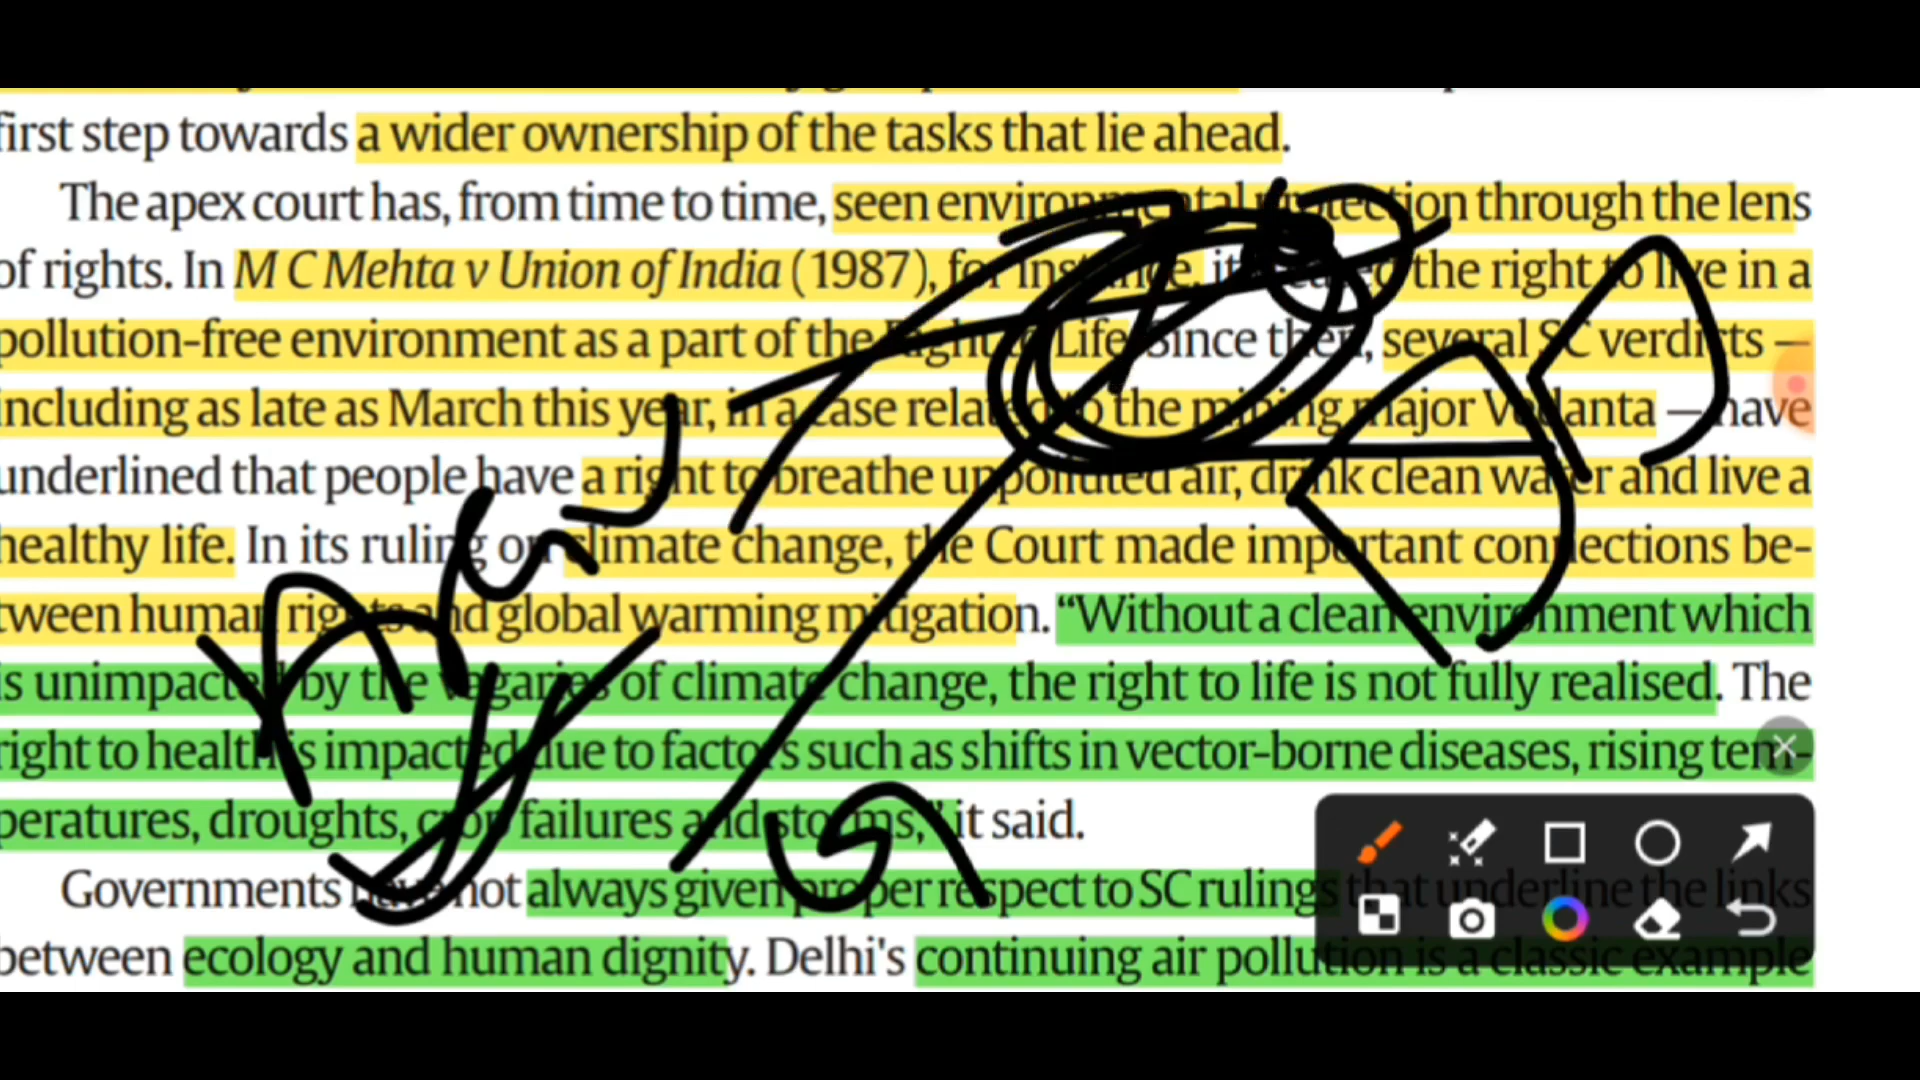 first step towards a wider ownership of the tasks that lie ahead.
The apex court has, from time to time, seen environmental protection through the lens
of rights. In M C Mehta v Union of India (1987), for instance, it treated the right to live in a
pollution-free environment as a part of the Right to Life. Since then, several SC verdicts —
including as late as March this year, in a case related to the mining major Vedanta — have
underlined that people have a right to breathe unpolluted air, drink clean water and live a
healthy life. In its ruling on climate change, the Court made important connections be-
tween human rights and global warming mitigation. “Without a clean environment which
is unimpacted by the vagaries of climate change, the right to life is not fully realised. The
right to health is impacted due to factors such as shifts in vector-borne diseases, rising tem-
peratures, droughts, crop failures and storms,” it said.
Governments have not always given proper respect to SC rulings that underline the links
between ecology and human dignity. Delhi's continuing air pollution is a classic example